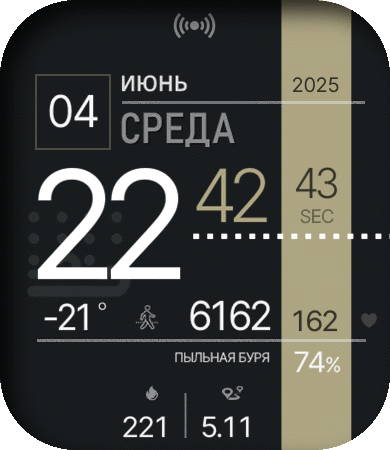 ИЮНЬ 2025
04
СРЕДА
22 42 43
SEC
-21° 6162 162
ПЫЛЬНАЯ БУРЯ 74%
221 5.11